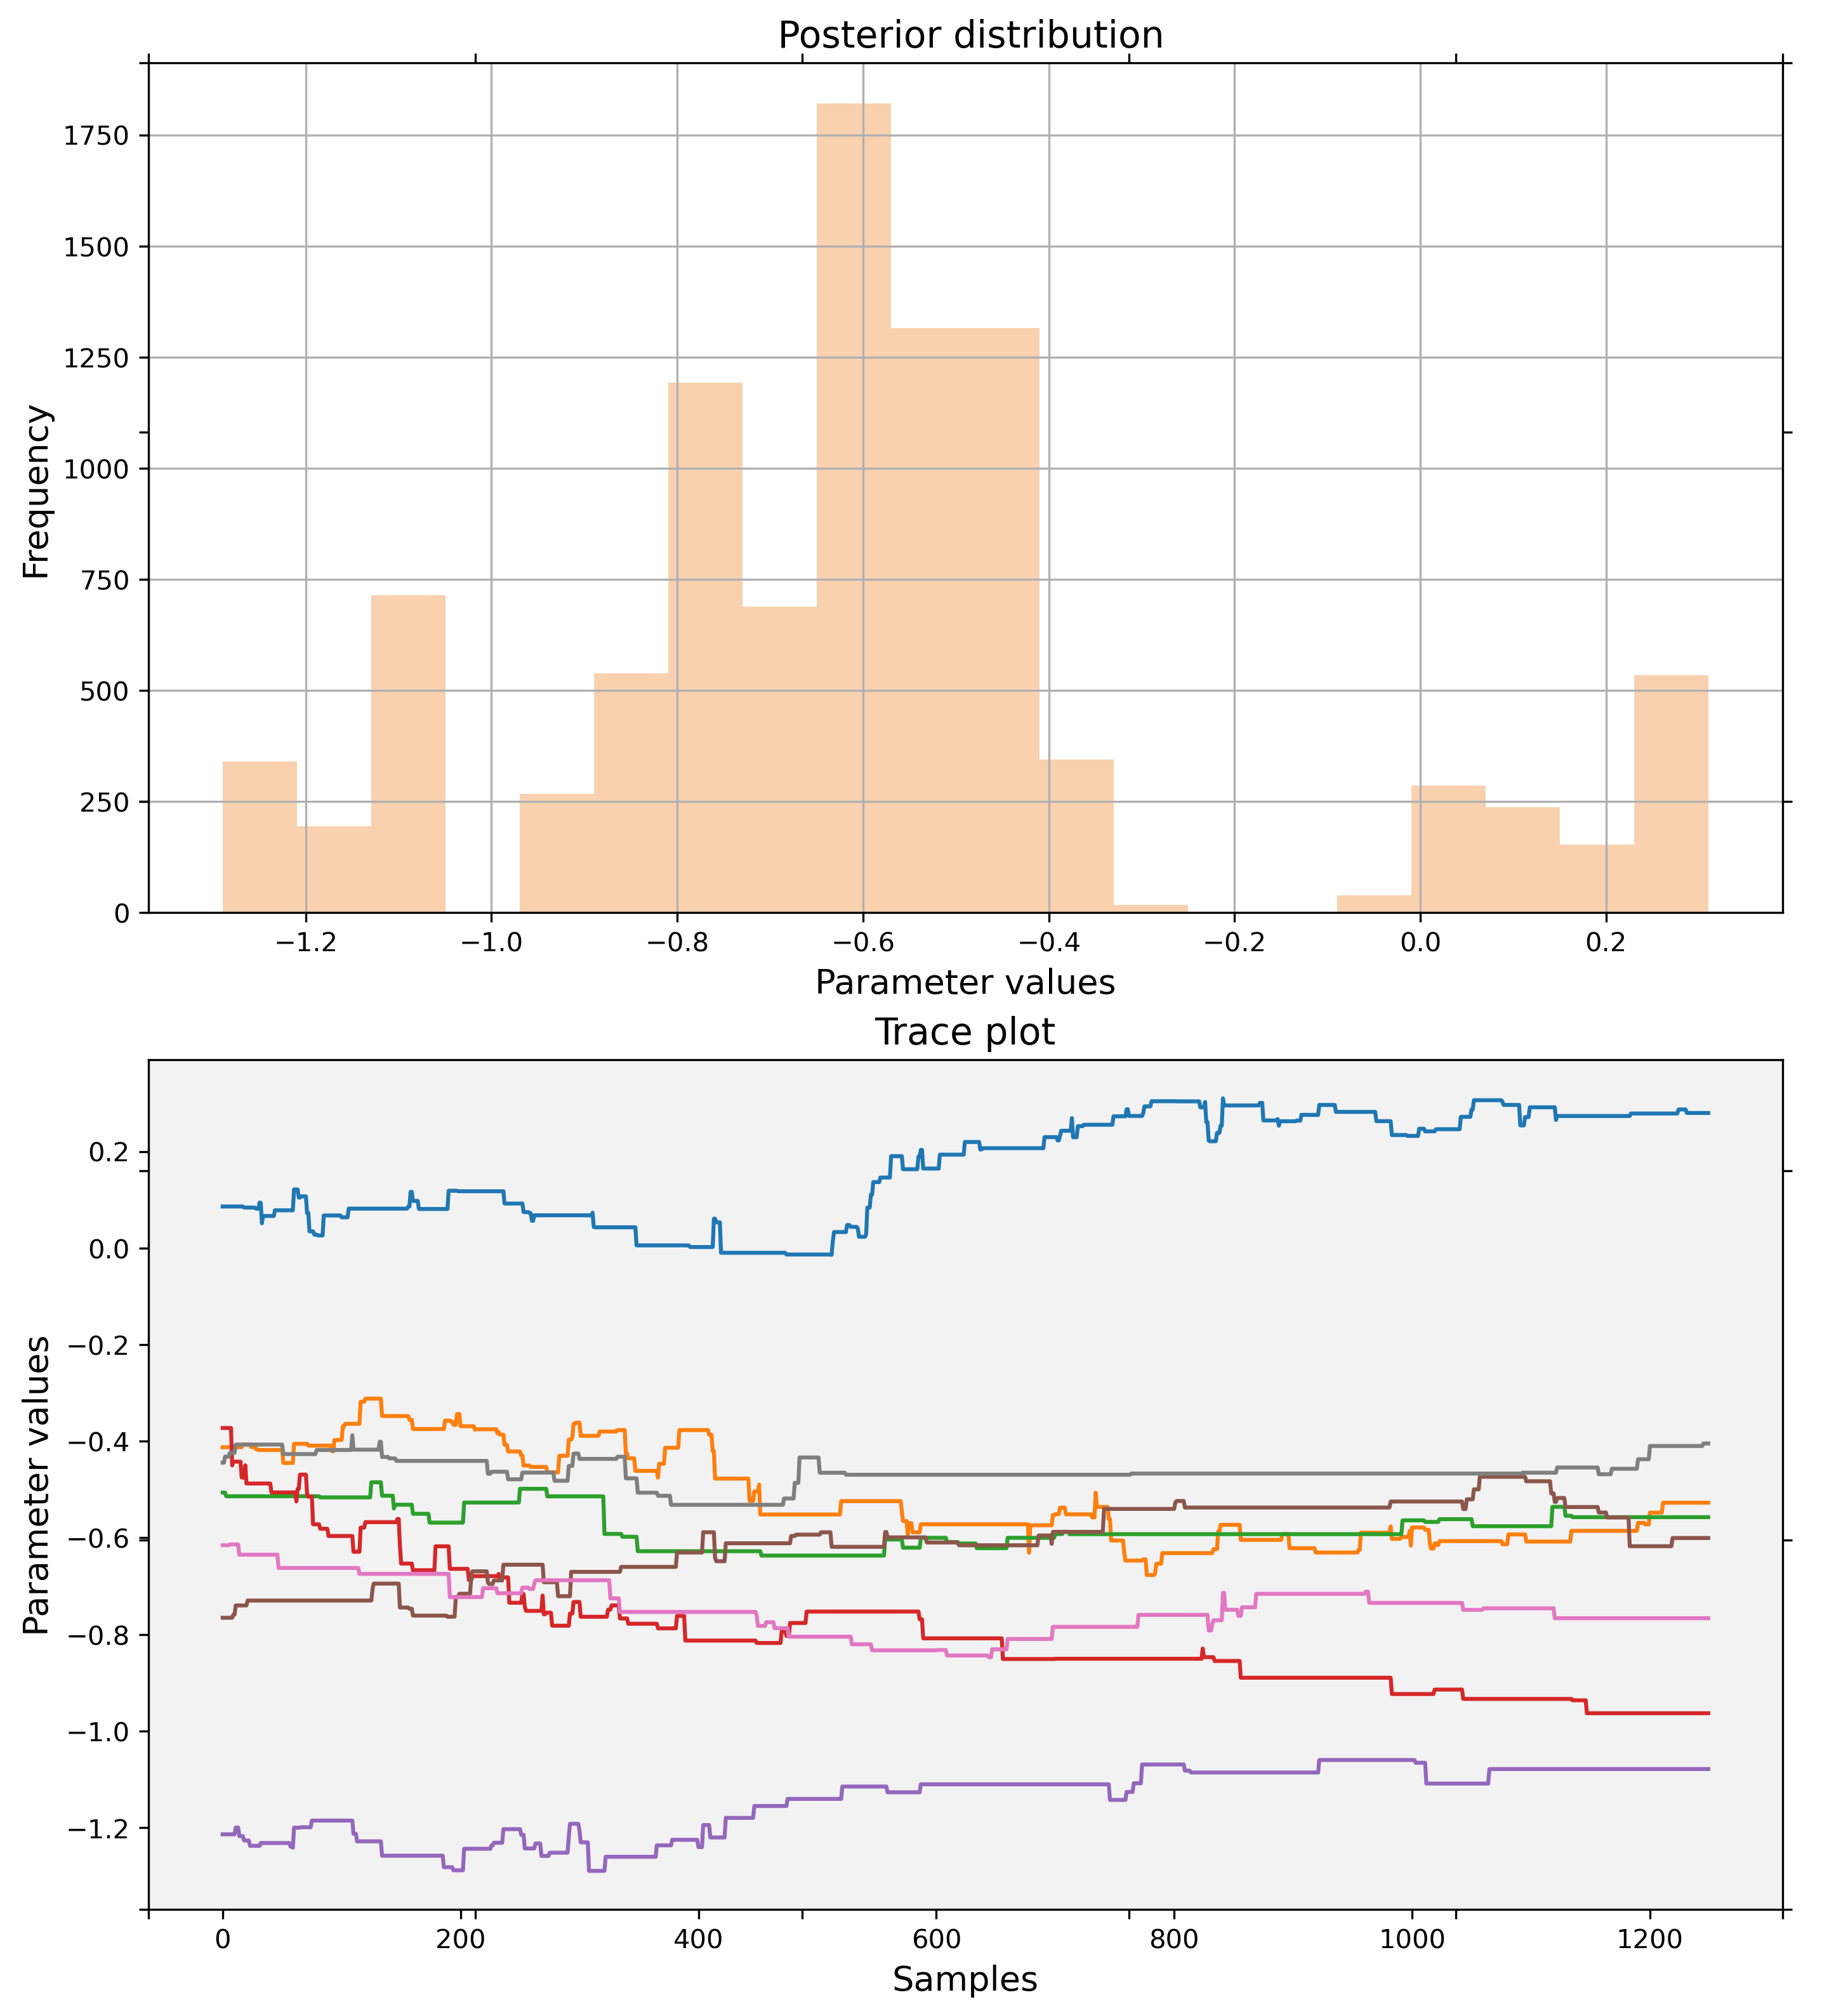 Posterior distribution
1750
1500
1250
1000
750
500
250
0
Frequency
−1.2 −1.0 −0.8 −0.6 −0.4 −0.2 0.0 0.2
Parameter values
Trace plot
0.2
0.0
−0.2
−0.4
−0.6
−0.8
−1.0
−1.2
Parameter values
0 200 400 600 800 1000 1200
Samples